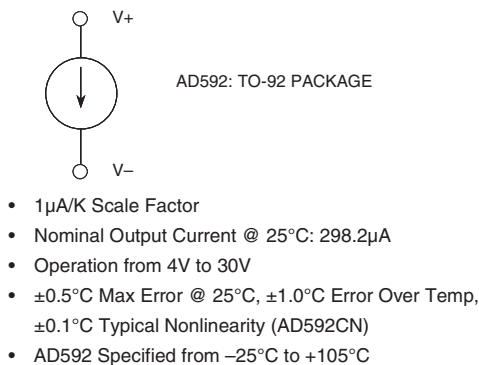 V+
AD592: TO-92 PACKAGE
V–
• 1μA/K Scale Factor
• Nominal Output Current @ 25°C: 298.2μA
• Operation from 4V to 30V
• ±0.5°C Max Error @ 25°C, ±1.0°C Error Over Temp,
±0.1°C Typical Nonlinearity (AD592CN)
• AD592 Specified from –25°C to +105°C